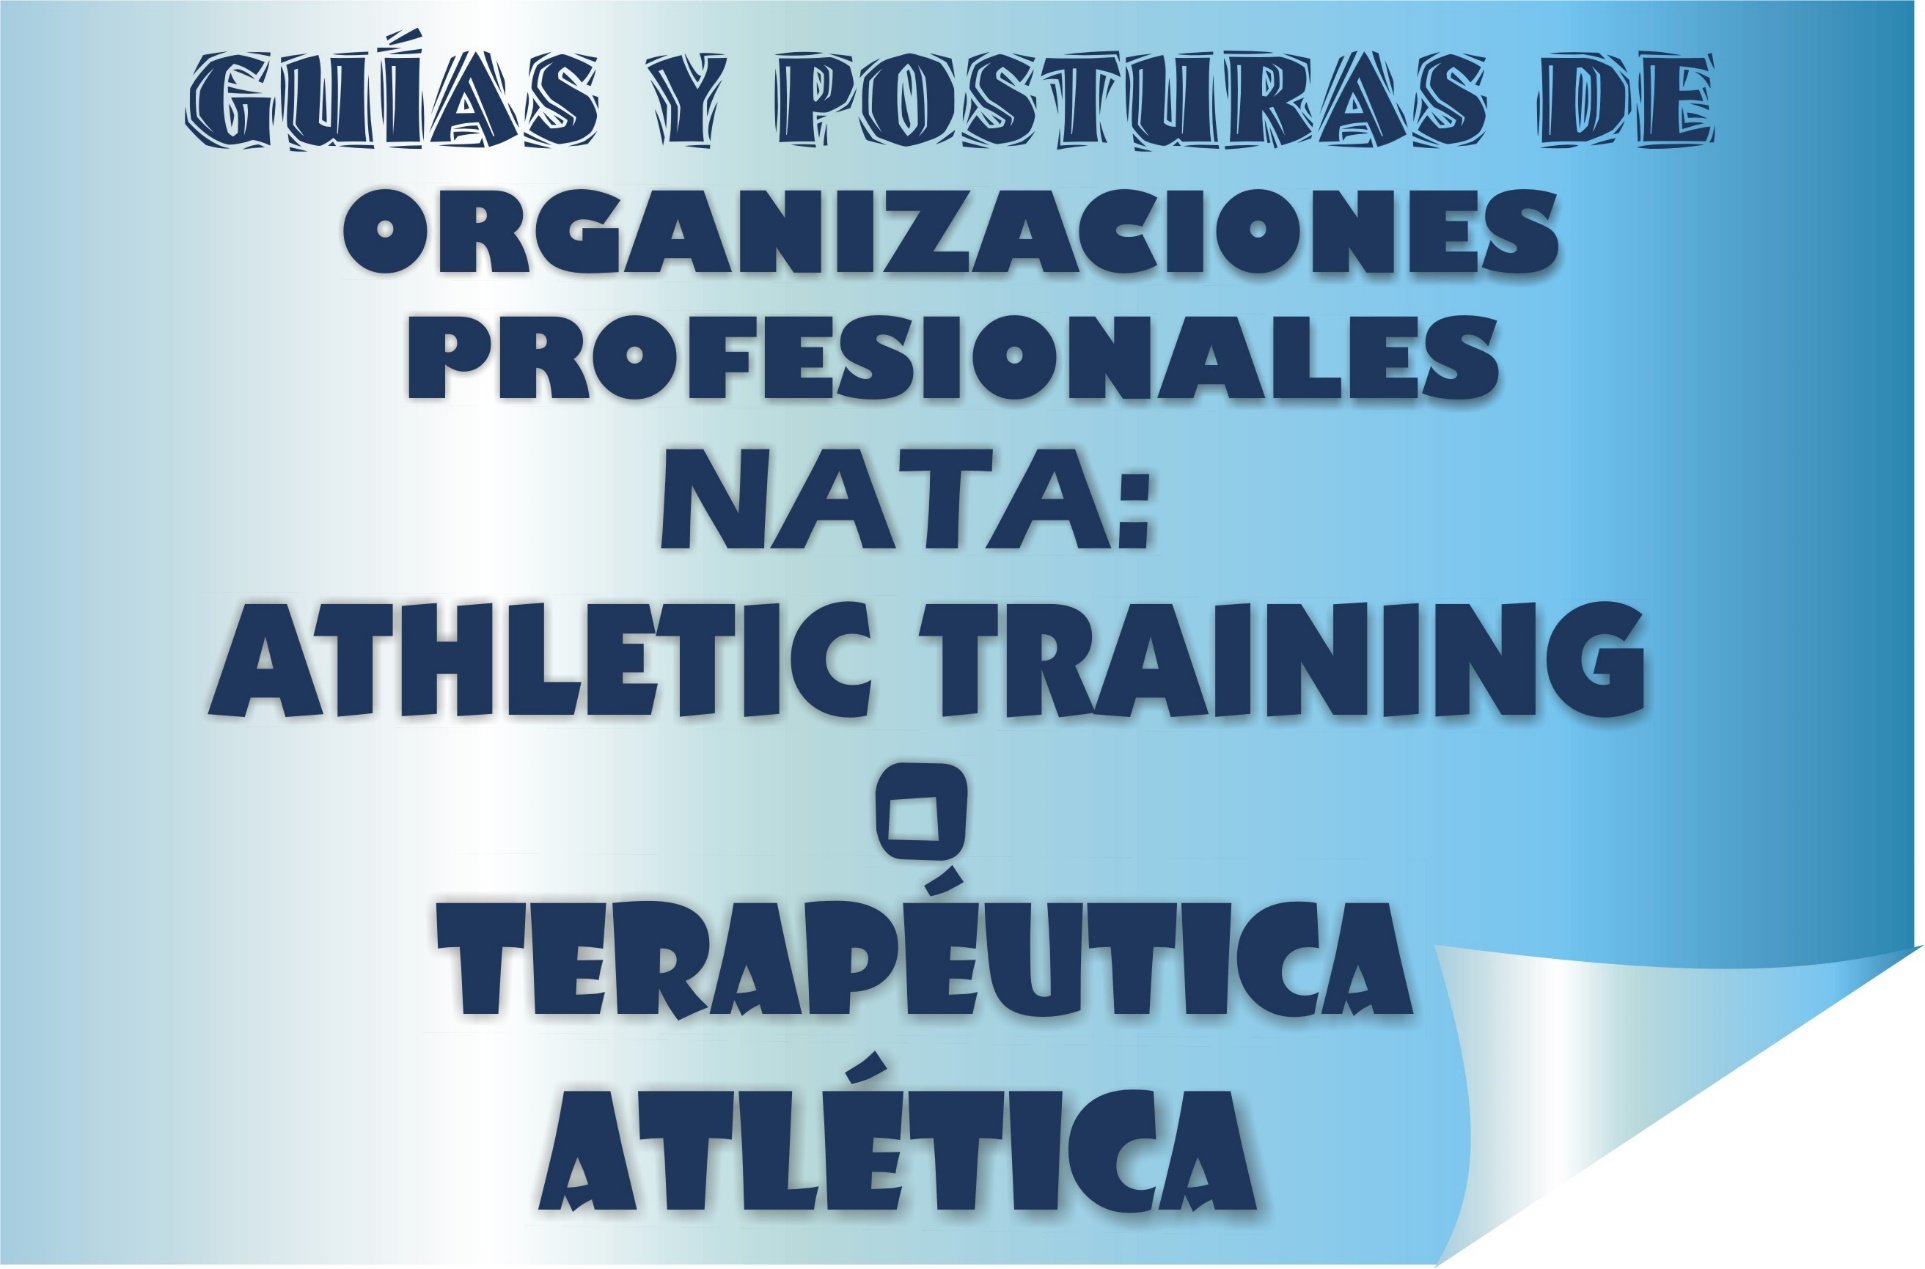 GUÍAS Y POSTURAS DE
ORGANIZACIONES
PROFESIONALES
NATA:
ATHLETIC TRAINING
O
TERAPÉUTICA
ATLÉTICA